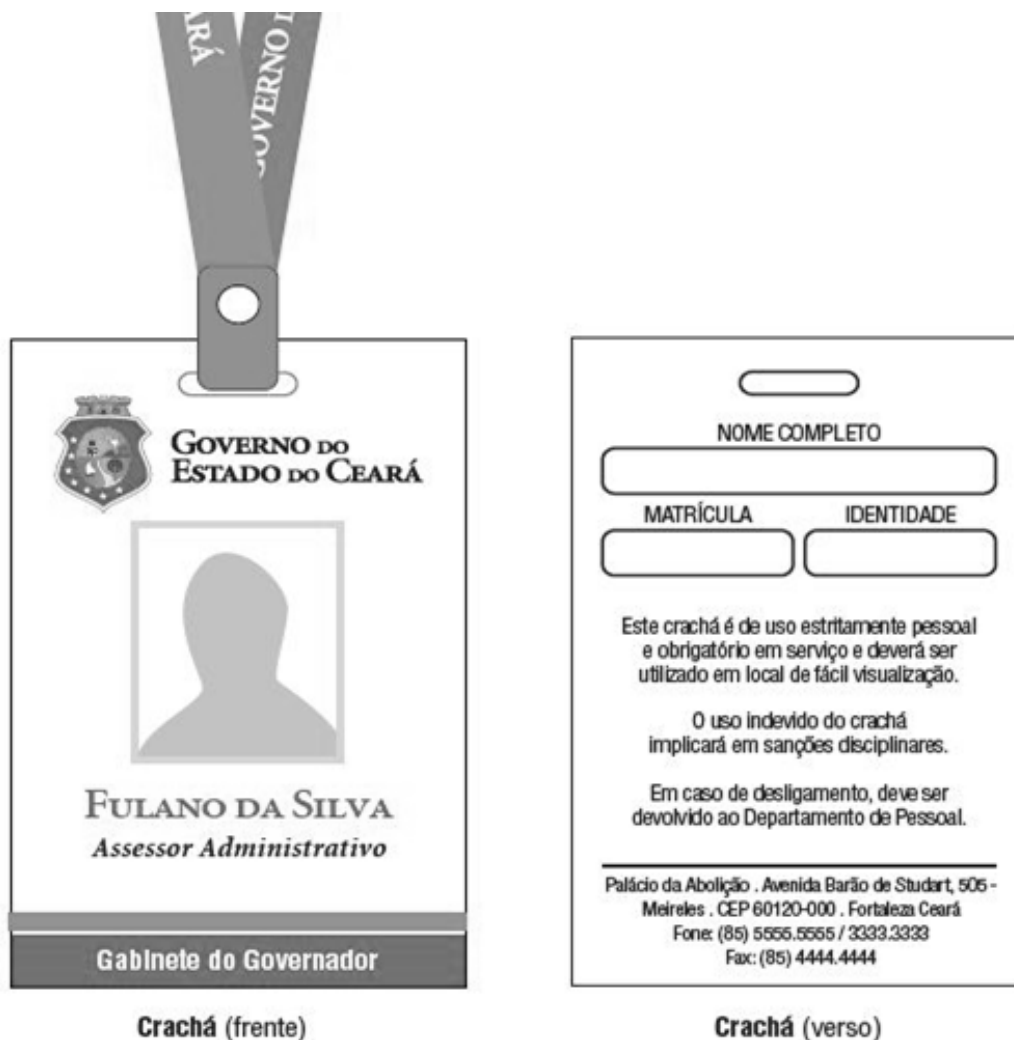 ARÁ
GOVERNO D
GOVERNO DO
ESTADO DO CEARÁ
FULANO DA SILVA
Assessor Administrativo
Gabinete do Governador
Crachá (frente)
NOME COMPLETO
MATRÍCULA IDENTIDADE
Este crachá é de uso estritamente pessoal
e obrigatório em serviço e deverá ser
utilizado em local de fácil visualização.
O uso indevido do crachá
implicará em sanções disciplinares.
Em caso de desligamento, deve ser
devolvido ao Departamento de Pessoal.
Palácio da Abolição . Avenida Barão de Studart, 505 -
Meireles . CEP 60120-000 . Fortaleza Ceará
Fone: (85) 5555.5555 / 3333.3333
Fax: (85) 4444.4444
Crachá (verso)